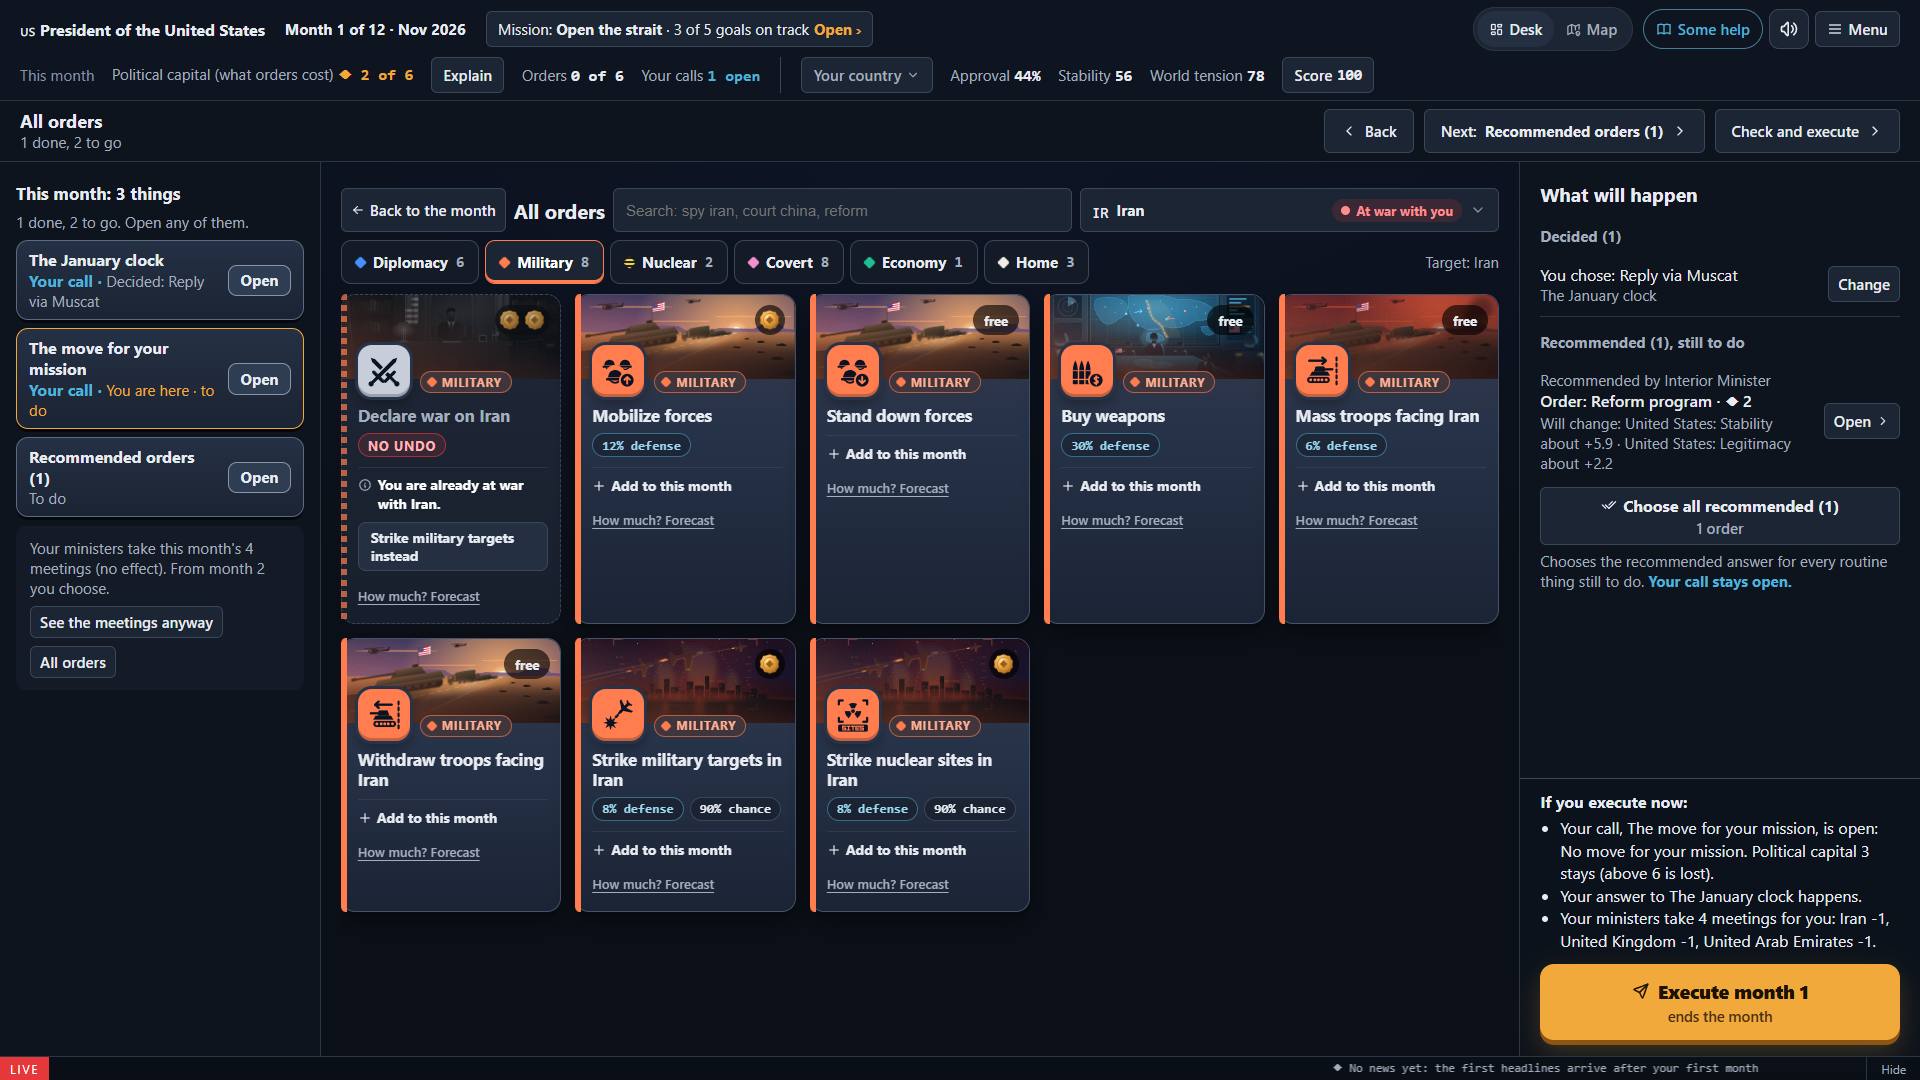 US President of the United States
Month 1 of 12 · Nov 2026
Mission: Open the strait · 3 of 5 goals on track Open ›
Desk
Map
Some help
Menu
This month
Political capital (what orders cost) ◆ 2 of 6
Explain
Orders 0 of 6
Your calls 1 open
Your country
Approval 44%
Stability 56
World tension 78
Score 100
All orders
1 done, 2 to go
Back
Next: Recommended orders (1)
Check and execute
This month: 3 things
1 done, 2 to go. Open any of them.
The January clock
Your call · Decided: Reply
via Muscat
Open
The move for your
mission
Your call · You are here · to
do
Open
Recommended orders
(1)
To do
Open
Your ministers take this month's 4
meetings (no effect). From month 2
you choose.
See the meetings anyway
All orders
← Back to the month
All orders
Search: spy iran, court china, reform
IR Iran
At war with you
Diplomacy 6
Military 8
Nuclear 2
Covert 8
Economy 1
Home 3
Target: Iran
MILITARY
Declare war on Iran
NO UNDO
You are already at war
with Iran.
Strike military targets
instead
How much? Forecast
MILITARY
Mobilize forces
12% defense
+ Add to this month
How much? Forecast
free
MILITARY
Stand down forces
+ Add to this month
How much? Forecast
free
MILITARY
Buy weapons
30% defense
+ Add to this month
How much? Forecast
free
MILITARY
Mass troops facing Iran
6% defense
+ Add to this month
How much? Forecast
free
MILITARY
Withdraw troops facing
Iran
+ Add to this month
How much? Forecast
MILITARY
Strike military targets in
Iran
8% defense
90% chance
+ Add to this month
How much? Forecast
SITES
MILITARY
Strike nuclear sites in
Iran
8% defense
90% chance
+ Add to this month
How much? Forecast
What will happen
Decided (1)
You chose: Reply via Muscat
The January clock
Change
Recommended (1), still to do
Recommended by Interior Minister
Order: Reform program · ◆ 2
Will change: United States: Stability
about +5.9 · United States: Legitimacy
about +2.2
Open
Choose all recommended (1)
1 order
Chooses the recommended answer for every routine
thing still to do. Your call stays open.
If you execute now:
• Your call, The move for your mission, is open:
No move for your mission. Political capital 3
stays (above 6 is lost).
• Your answer to The January clock happens.
• Your ministers take 4 meetings for you: Iran -1,
United Kingdom -1, United Arab Emirates -1.
Execute month 1
ends the month
LIVE
◆ No news yet: the first headlines arrive after your first month
Hide